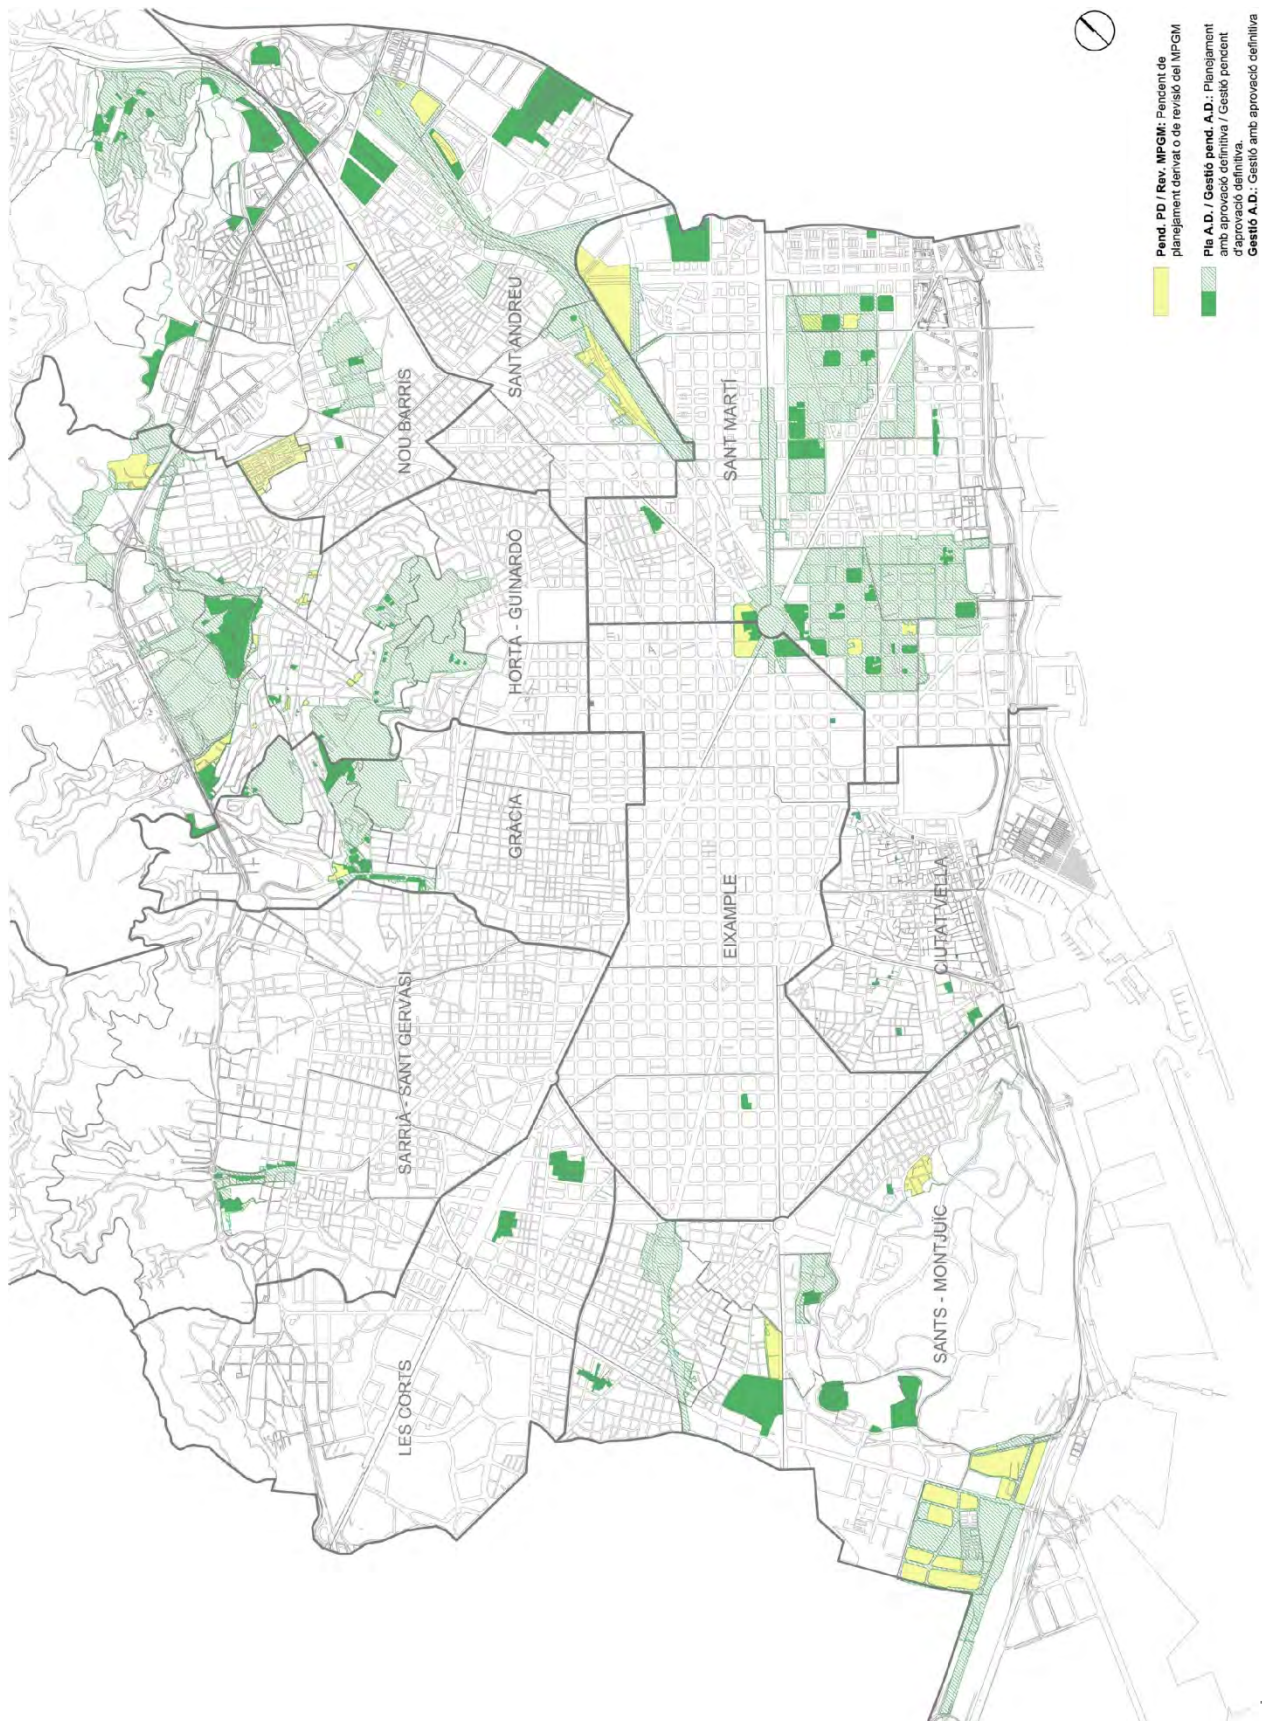 Pend. PD / Rev. MPGM: Pendent de
planejament derivat o de revisió del MPGM
Pla A.D. / Gestió pend. A.D.: Planejament
amb aprovació definitiva / Gestió pendent
d'aprovació definitiva.
Gestió A.D.: Gestió amb aprovació definitiva
NOU BARRIS
SANT ANDREU
SANT MARTÍ
HORTA - GUINARDÓ
GRÀCIA
EIXAMPLE
CIUTAT VELLA
SARRIÀ - SANT GERVASI
LES CORTS
SANTS - MONTJUÏC